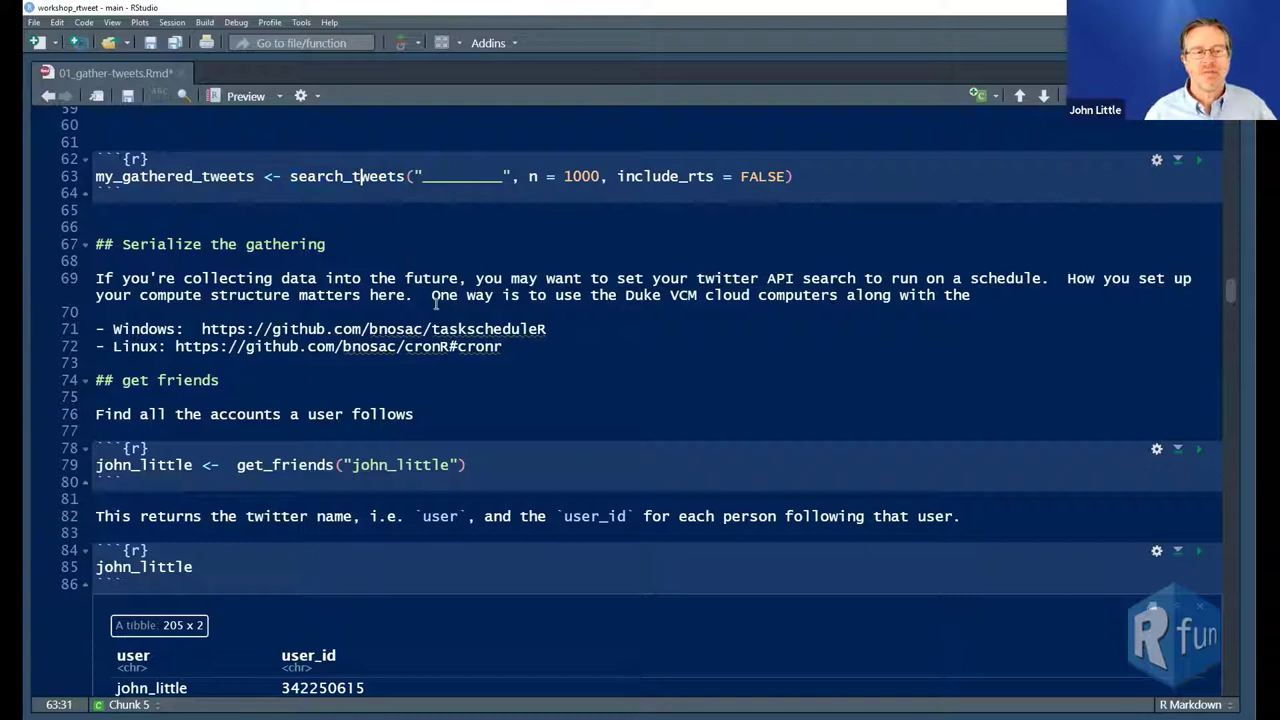 workshop_rtweet - main - RStudio
File Edit Code View Plots Session Build Debug Profile Tools Help
Go to file/function
Addins
01_gather-tweets.Rmd*
Preview
John Little
59
60
61
62 ```{r}
63 my_gathered_tweets <- search_tweets("_________", n = 1000, include_rts = FALSE)
64 ```
65
66
67 ## Serialize the gathering
68
69 If you're collecting data into the future, you may want to set your twitter API search to run on a schedule.  How you set up
your compute structure matters here.  One way is to use the Duke VCM cloud computers along with the
70
71 - Windows:  https://github.com/bnosac/taskscheduleR
72 - Linux: https://github.com/bnosac/cronR#cronr
73
74 ## get friends
75
76 Find all the accounts a user follows
77
78 ```{r}
79 john_little <-  get_friends("john_little")
80 ```
81
82 This returns the twitter name, i.e. `user`, and the `user_id` for each person following that user.
83
84 ```{r}
85 john_little
86 ```
A tibble: 205 x 2
user user_id
<chr> <chr>
john_little 342250615
R fun
63:31 Chunk 5 R Markdown